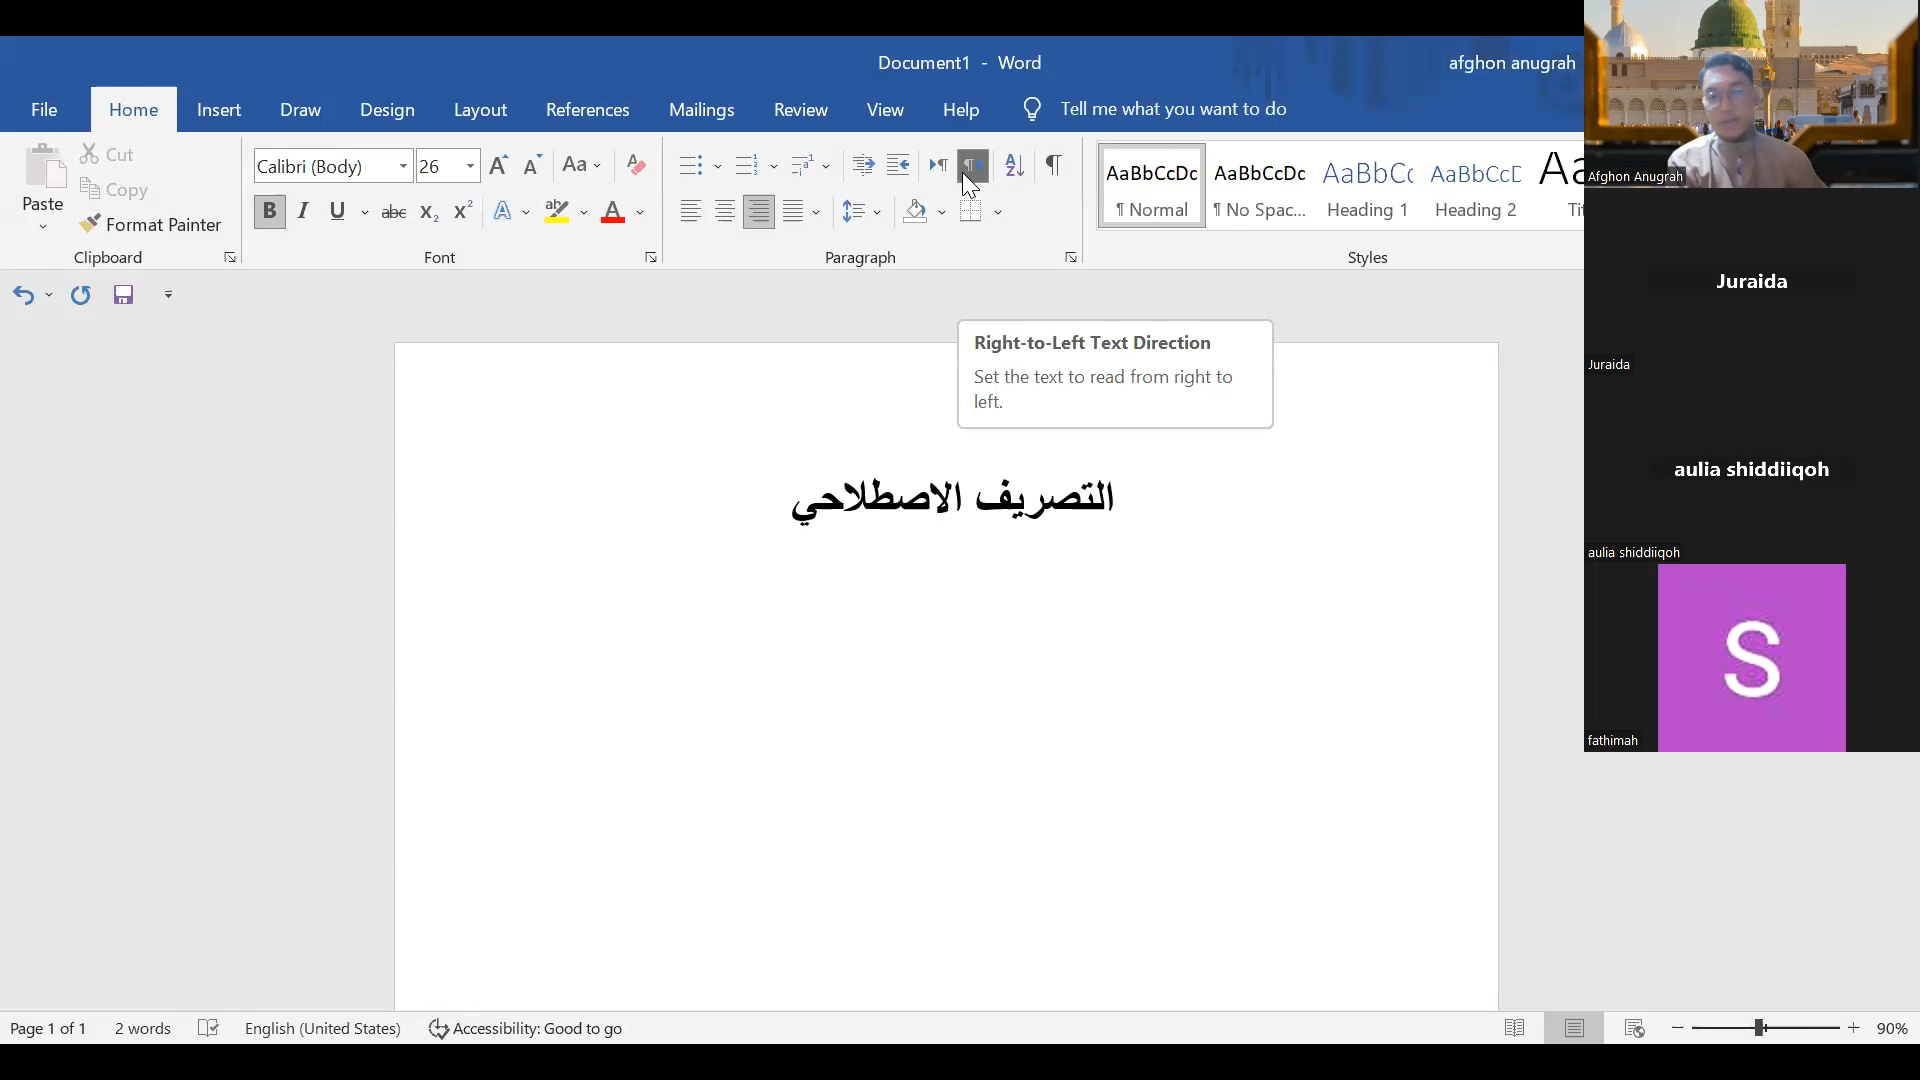 Document1 - Word
afghon anugrah
File
Home
Insert
Draw
Design
Layout
References
Mailings
Review
View
Help
Tell me what you want to do
Paste
Cut
Copy
Format Painter
Clipboard
Calibri (Body)
26
Font
Paragraph
AaBbCcDc
¶ Normal
AaBbCcDc
¶ No Spac...
AaBbCc
Heading 1
AaBbCcD
Heading 2
Styles
Right-to-Left Text Direction
Set the text to read from right to
left.
التصريف الاصطلاحي
Afghon Anugrah
Juraida
Juraida
aulia shiddiiqoh
aulia shiddiiqoh
S
fathimah
Page 1 of 1
2 words
English (United States)
Accessibility: Good to go
90%